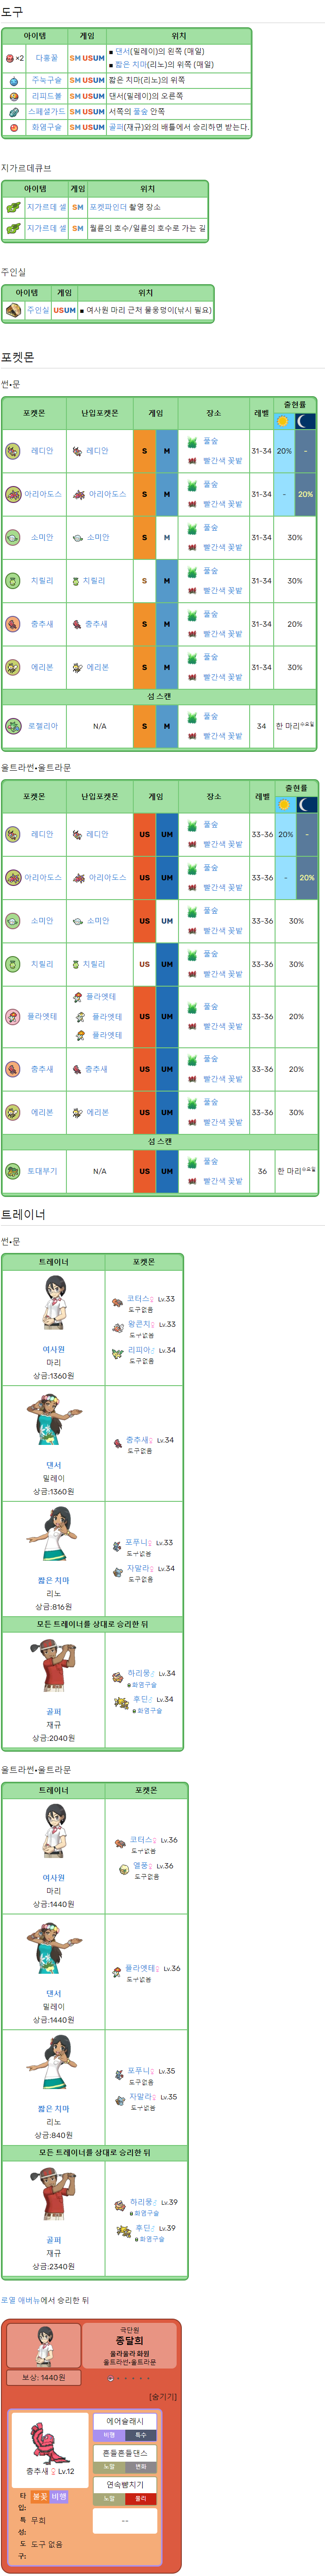 도구
아이템 게임 위치
×2 다홍꿀 SM USUM ■ 댄서(밀레이)의 왼쪽 (매일)
■ 짧은 치마(리노)의 위쪽 (매일)
주눅구슬 SM USUM 짧은 치마(리노)의 위쪽
리피드볼 SM USUM 댄서(밀레이)의 오른쪽
스페셜가드 SM USUM 서쪽의 풀숲 안쪽
화염구슬 SM USUM 골퍼(재규)와의 배틀에서 승리하면 받는다.
지가르데큐브
아이템 게임 위치
지가르데 셀 SM 포켓파인더 촬영 장소
지가르데 셀 SM 월륜의 호수/일륜의 호수로 가는 길
주인실
아이템 게임 위치
주인실 USUM ■ 여사원 마리 근처 물웅덩이(낚시 필요)
포켓몬
썬•문
포켓몬 난입포켓몬 게임 장소 레벨 출현률
레디안 레디안 S M 풀숲
빨간색 꽃밭 31-34 20% -
아리아도스 아리아도스 S M 풀숲
빨간색 꽃밭 31-34 - 20%
소미안 소미안 S M 풀숲
빨간색 꽃밭 31-34 30%
치릴리 치릴리 S M 풀숲
빨간색 꽃밭 31-34 30%
춤추새 춤추새 S M 풀숲
빨간색 꽃밭 31-34 20%
에리본 에리본 S M 풀숲
빨간색 꽃밭 31-34 30%
섬 스캔
로젤리아 N/A S M 풀숲
빨간색 꽃밭 34 한 마리수요일
울트라썬•울트라문
포켓몬 난입포켓몬 게임 장소 레벨 출현률
레디안 레디안 US UM 풀숲
빨간색 꽃밭 33-36 20% -
아리아도스 아리아도스 US UM 풀숲
빨간색 꽃밭 33-36 - 20%
소미안 소미안 US UM 풀숲
빨간색 꽃밭 33-36 30%
치릴리 치릴리 US UM 풀숲
빨간색 꽃밭 33-36 30%
플라엣테 플라엣테
플라엣테
플라엣테 US UM 풀숲
빨간색 꽃밭 33-36 20%
춤추새 춤추새 US UM 풀숲
빨간색 꽃밭 33-36 20%
에리본 에리본 US UM 풀숲
빨간색 꽃밭 33-36 30%
섬 스캔
토대부기 N/A US UM 풀숲
빨간색 꽃밭 36 한 마리수요일
트레이너
썬•문
트레이너 포켓몬
여사원
마리
상금:1360원
코터스♀ Lv.33
도구없음
왕콘치♀ Lv.33
도구없음
리피아♀ Lv.34
도구없음
댄서
밀레이
상금:1360원
춤추새♀ Lv.34
도구없음
짧은 치마
리노
상금:816원
포푸니♀ Lv.33
도구없음
자말라♀ Lv.34
도구없음
모든 트레이너를 상대로 승리한 뒤
골퍼
재규
상금:2040원
하리뭉♂ Lv.34
화염구슬
후딘♂ Lv.34
화염구슬
울트라썬•울트라문
트레이너 포켓몬
여사원
마리
상금:1440원
코터스♀ Lv.36
도구없음
엘풍♀ Lv.36
도구없음
댄서
밀레이
상금:1440원
플라엣테♀ Lv.36
도구없음
짧은 치마
리노
상금:840원
포푸니♀ Lv.35
도구없음
자말라♀ Lv.35
도구없음
모든 트레이너를 상대로 승리한 뒤
골퍼
재규
상금:2340원
하리뭉♂ Lv.39
화염구슬
후딘♂ Lv.39
화염구슬
로열 애버뉴에서 승리한 뒤
극단원
종달희
울라울라 화원
울트라썬•울트라문
보상: 1440원
[숨기기]
춤추새 ♀ Lv.12
타입: 불꽃 비행
특성: 무희
도구: 도구 없음
에어슬래시
비행 특수
흔들흔들댄스
노말 변화
연속뺨치기
노말 물리
--